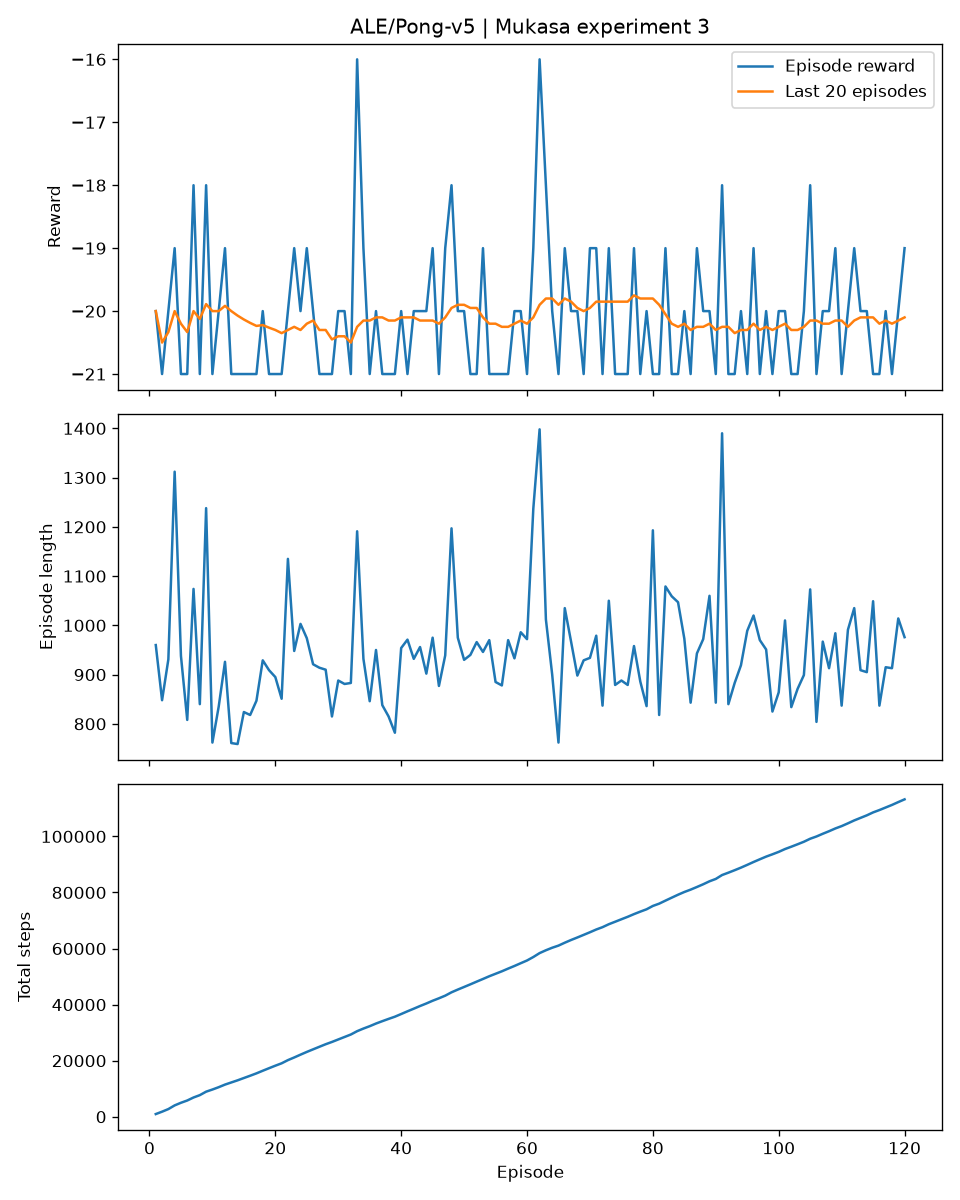 ALE/Pong-v5 | Mukasa experiment 3
Episode reward
Last 20 episodes
−16
−17
−18
−19
−20
−21
Reward
1400
1300
1200
1100
1000
900
800
Episode length
100000
80000
60000
40000
20000
0
Total steps
0 20 40 60 80 100 120
Episode